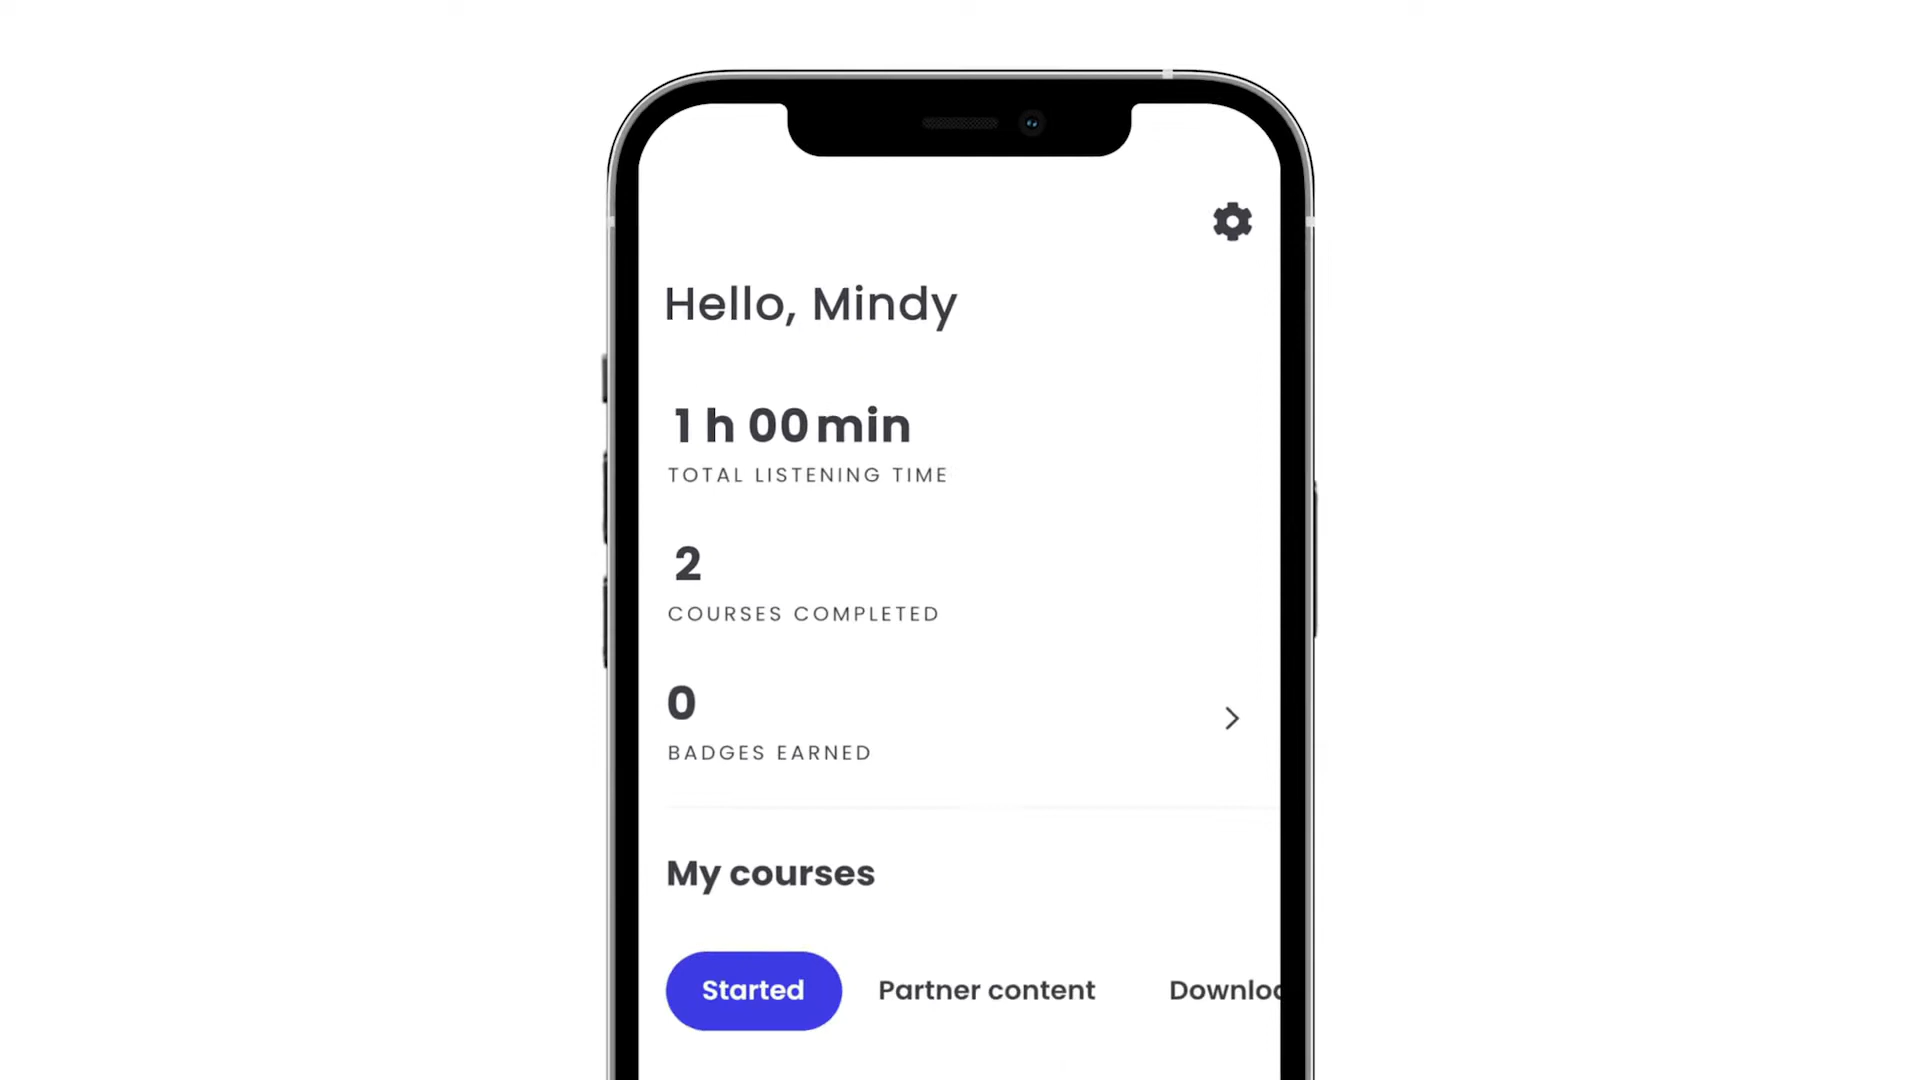 Hello, Mindy
1 h 00 min
TOTAL LISTENING TIME
2
COURSES COMPLETED
0
BADGES EARNED
My courses
Started Partner content Downloa